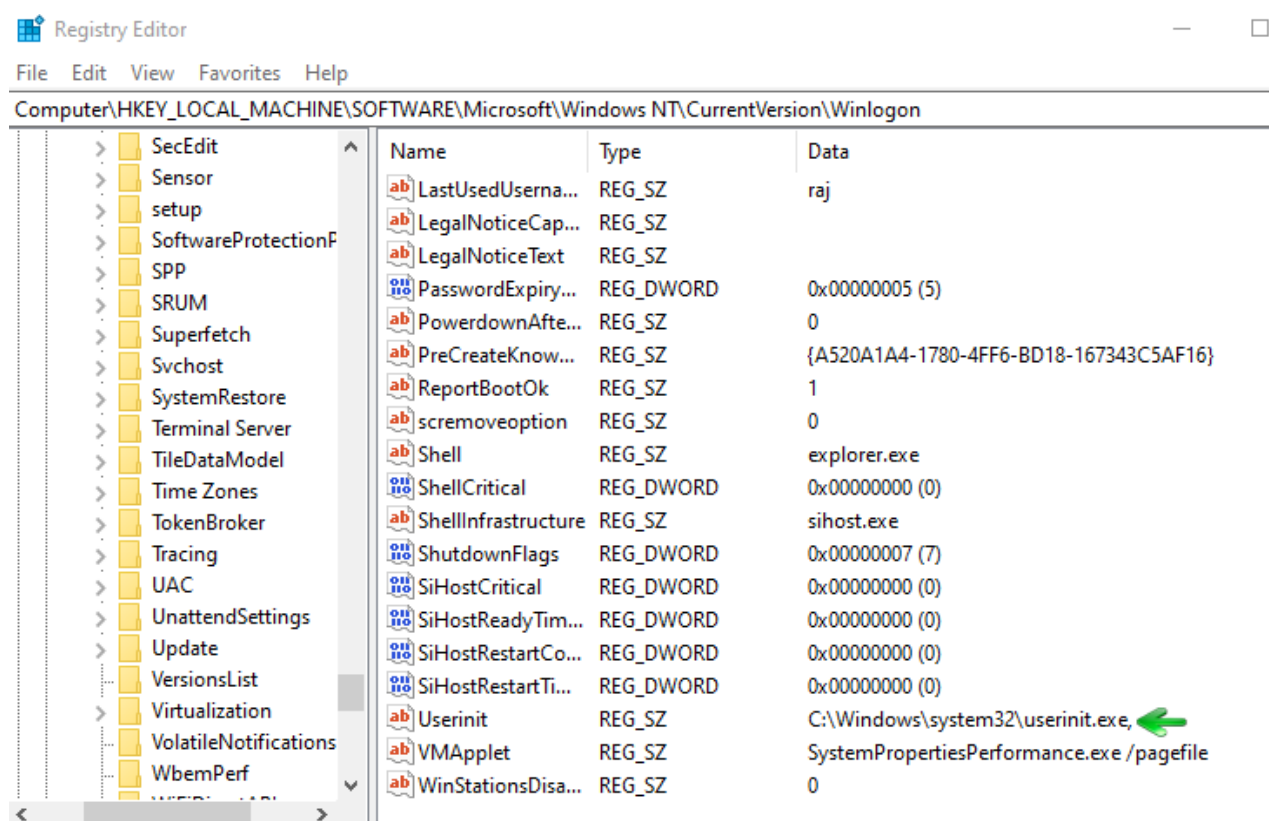 Registry Editor
File Edit View Favorites Help
Computer\HKEY_LOCAL_MACHINE\SOFTWARE\Microsoft\Windows NT\CurrentVersion\Winlogon
SecEdit
Sensor
setup
SoftwareProtectionP
SPP
SRUM
Superfetch
Svchost
SystemRestore
Terminal Server
TileDataModel
Time Zones
TokenBroker
Tracing
UAC
UnattendSettings
Update
VersionsList
Virtualization
VolatileNotifications
WbemPerf
Name Type Data
LastUsedUserna... REG_SZ raj
LegalNoticeCap... REG_SZ
LegalNoticeText REG_SZ
PasswordExpiry... REG_DWORD 0x00000005 (5)
PowerdownAfte... REG_SZ 0
PreCreateKnow... REG_SZ {A520A1A4-1780-4FF6-BD18-167343C5AF16}
ReportBootOk REG_SZ 1
scremoveoption REG_SZ 0
Shell REG_SZ explorer.exe
ShellCritical REG_DWORD 0x00000000 (0)
ShellInfrastructure REG_SZ sihost.exe
ShutdownFlags REG_DWORD 0x00000007 (7)
SiHostCritical REG_DWORD 0x00000000 (0)
SiHostReadyTim... REG_DWORD 0x00000000 (0)
SiHostRestartCo... REG_DWORD 0x00000000 (0)
SiHostRestartTi... REG_DWORD 0x00000000 (0)
Userinit REG_SZ C:\Windows\system32\userinit.exe,
VMApplet REG_SZ SystemPropertiesPerformance.exe /pagefile
WinStationsDisa... REG_SZ 0